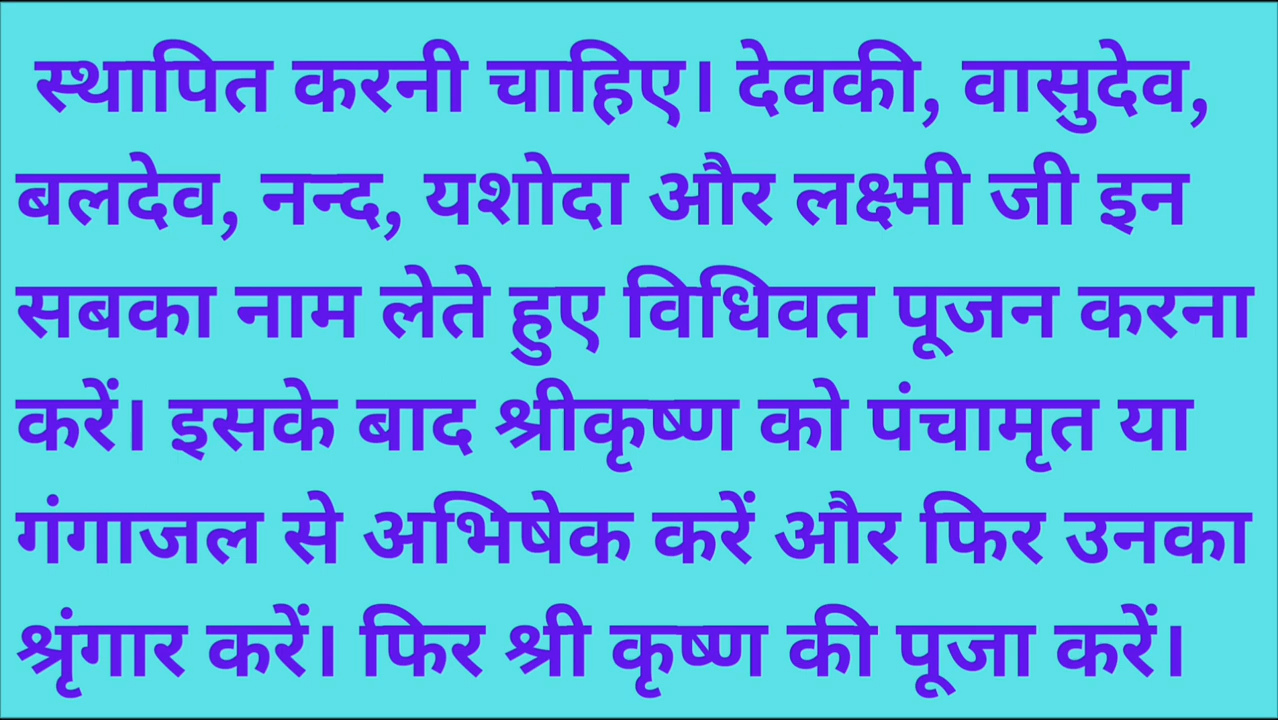 स्थापित करनी चाहिए। देवकी, वासुदेव,
बलदेव, नन्द, यशोदा और लक्ष्मी जी इन
सबका नाम लेते हुए विधिवत पूजन करना
करें। इसके बाद श्रीकृष्ण को पंचामृत या
गंगाजल से अभिषेक करें और फिर उनका
श्रृंगार करें। फिर श्री कृष्ण की पूजा करें।